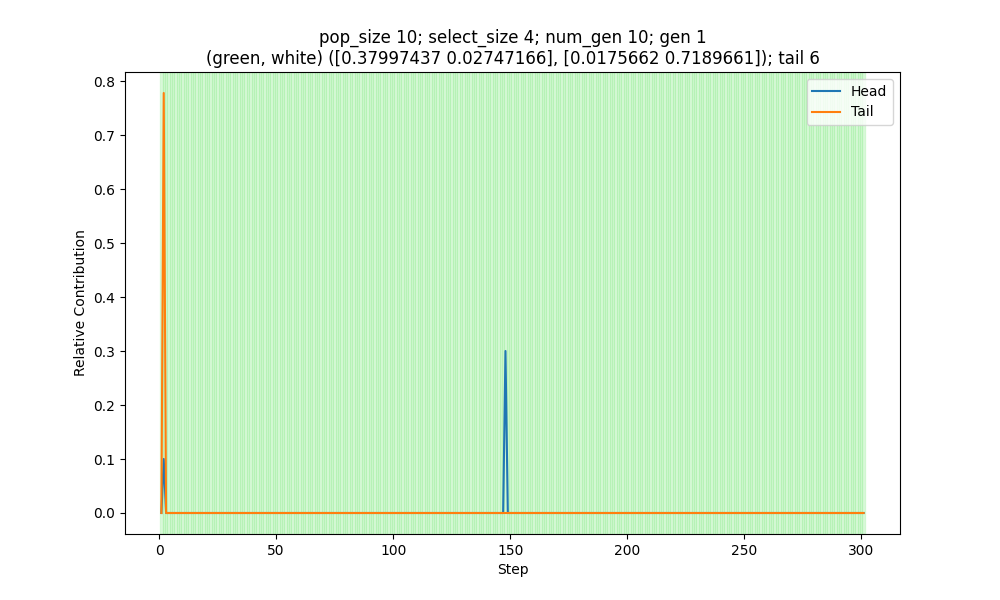 pop_size 10; select_size 4; num_gen 10; gen 1
(green, white) ([0.37997437 0.02747166], [0.0175662 0.7189661]); tail 6
Head
Tail
Relative Contribution
0.8
0.7
0.6
0.5
0.4
0.3
0.2
0.1
0.0
0 50 100 150 200 250 300
Step